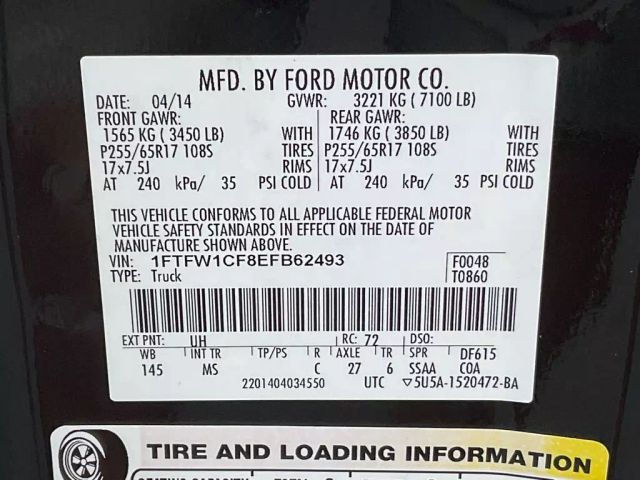 MFD. BY FORD MOTOR CO.
DATE: 04/14 GVWR: 3221 KG ( 7100 LB)
FRONT GAWR: REAR GAWR:
1565 KG ( 3450 LB) WITH 1746 KG ( 3850 LB) WITH
P255/65R17 108S TIRES P255/65R17 108S TIRES
17x7.5J RIMS 17x7.5J RIMS
AT 240 kPa/ 35 PSI COLD AT 240 kPa/ 35 PSI COLD
THIS VEHICLE CONFORMS TO ALL APPLICABLE FEDERAL MOTOR
VEHICLE SAFETY STANDARDS IN EFFECT ON THE DATE OF
MANUFACTURE SHOWN ABOVE.
VIN: 1FTFW1CF8EFB62493 F0048
TYPE: Truck T0860
EXT PNT: UH RC: 72 DSO:
WB INT TR TP/PS R AXLE TR SPR DF615
145 MS C 27 6 SSAA COA
2201404034550 UTC ▽5U5A-1520472-BA
TIRE AND LOADING INFORMATION